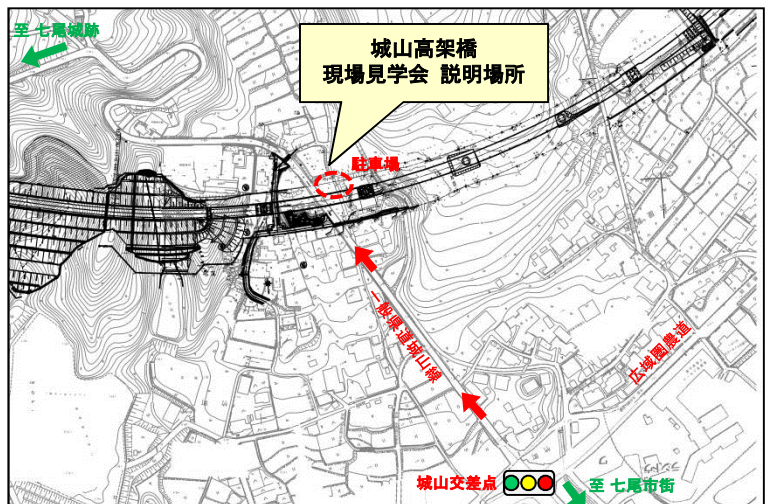 至 七尾城跡
城山高架橋
現場見学会 説明場所
駐車場
一般県道城山線
広域圏農道
城山交差点
至 七尾市街